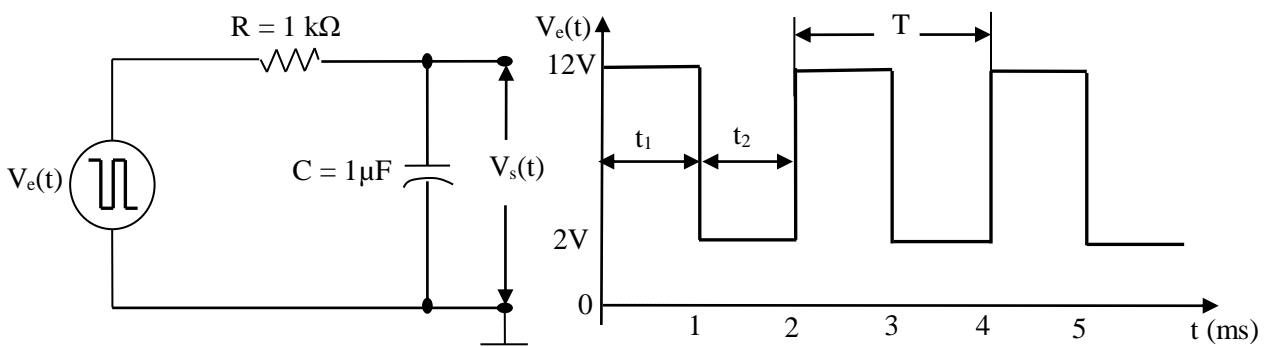 R = 1 kΩ
C = 1µF
Vₑ(t)
Vₛ(t)
Vₑ(t)
12V
2V
0
t₁
t₂
T
1 2 3 4 5 t (ms)